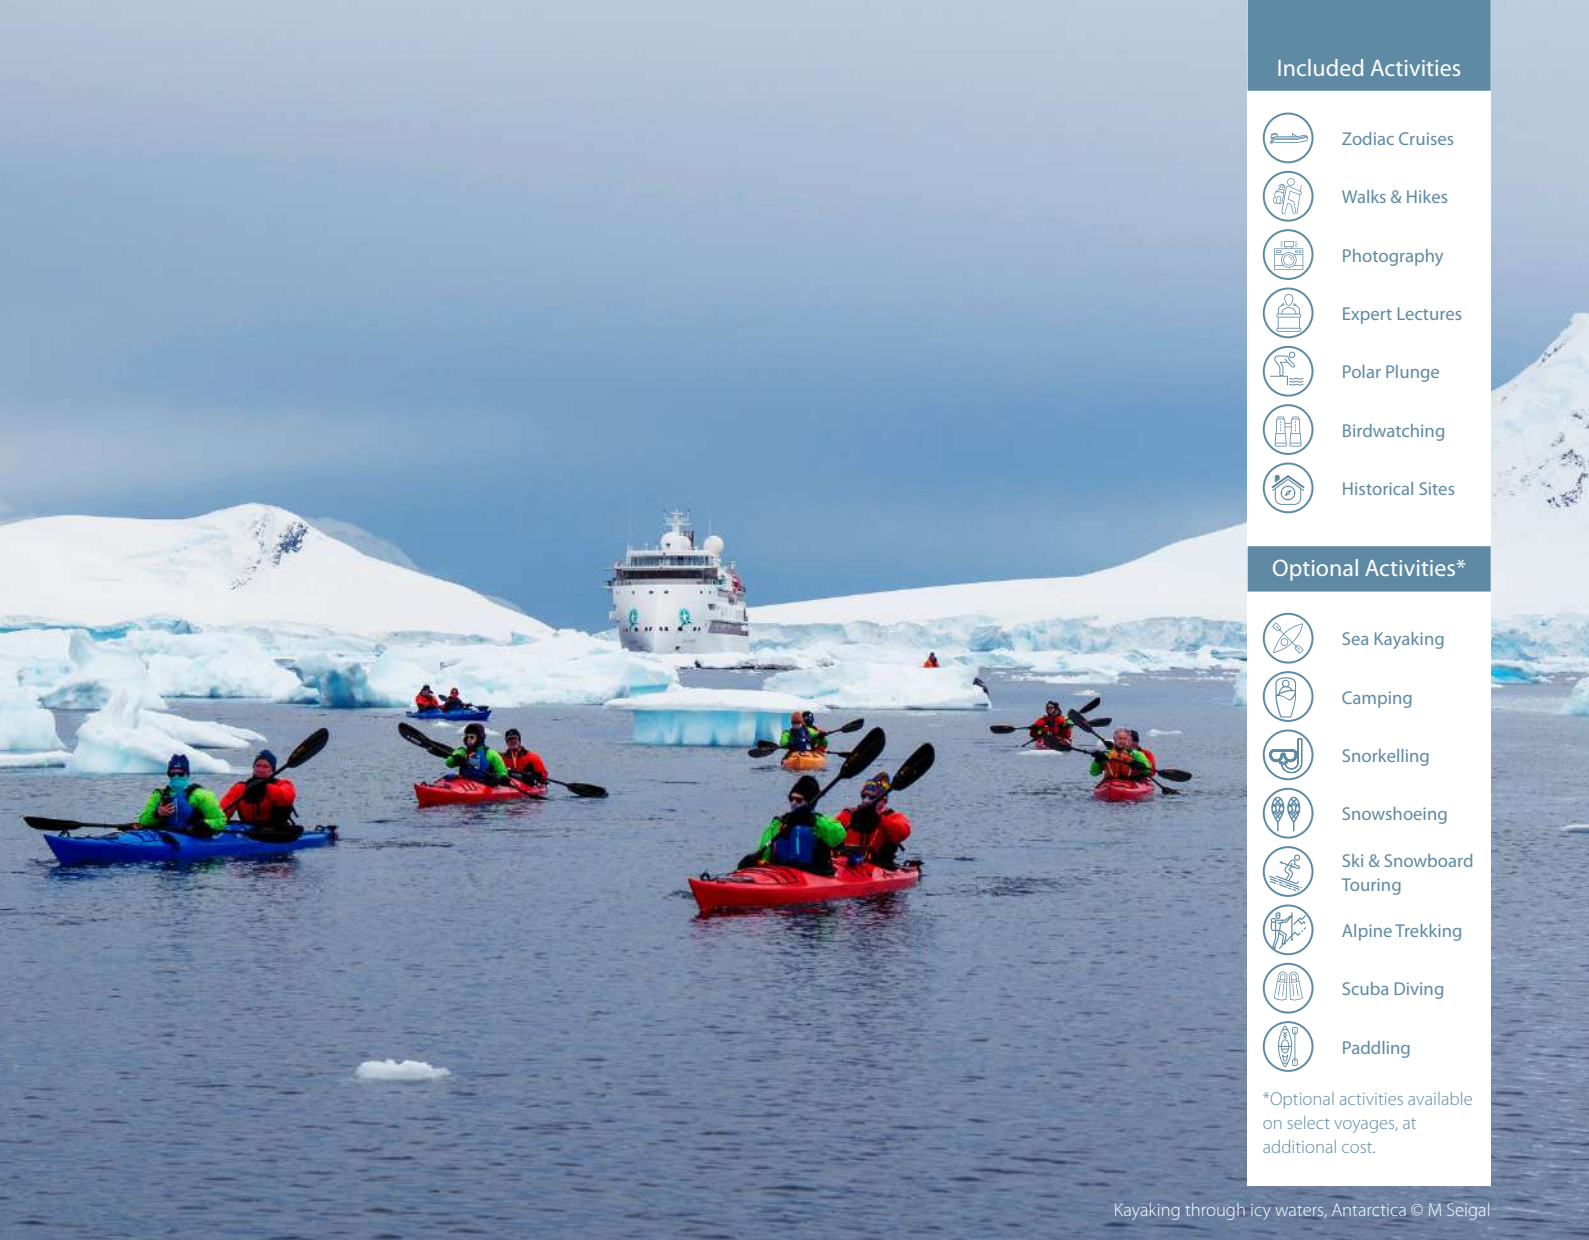 Included Activities
Zodiac Cruises
Walks & Hikes
Photography
Expert Lectures
Polar Plunge
Birdwatching
Historical Sites
Optional Activities*
Sea Kayaking
Camping
Snorkelling
Snowshoeing
Ski & Snowboard
Touring
Alpine Trekking
Scuba Diving
Paddling
*Optional activities available
on select voyages, at
additional cost.
Kayaking through icy waters, Antarctica © M Seigal